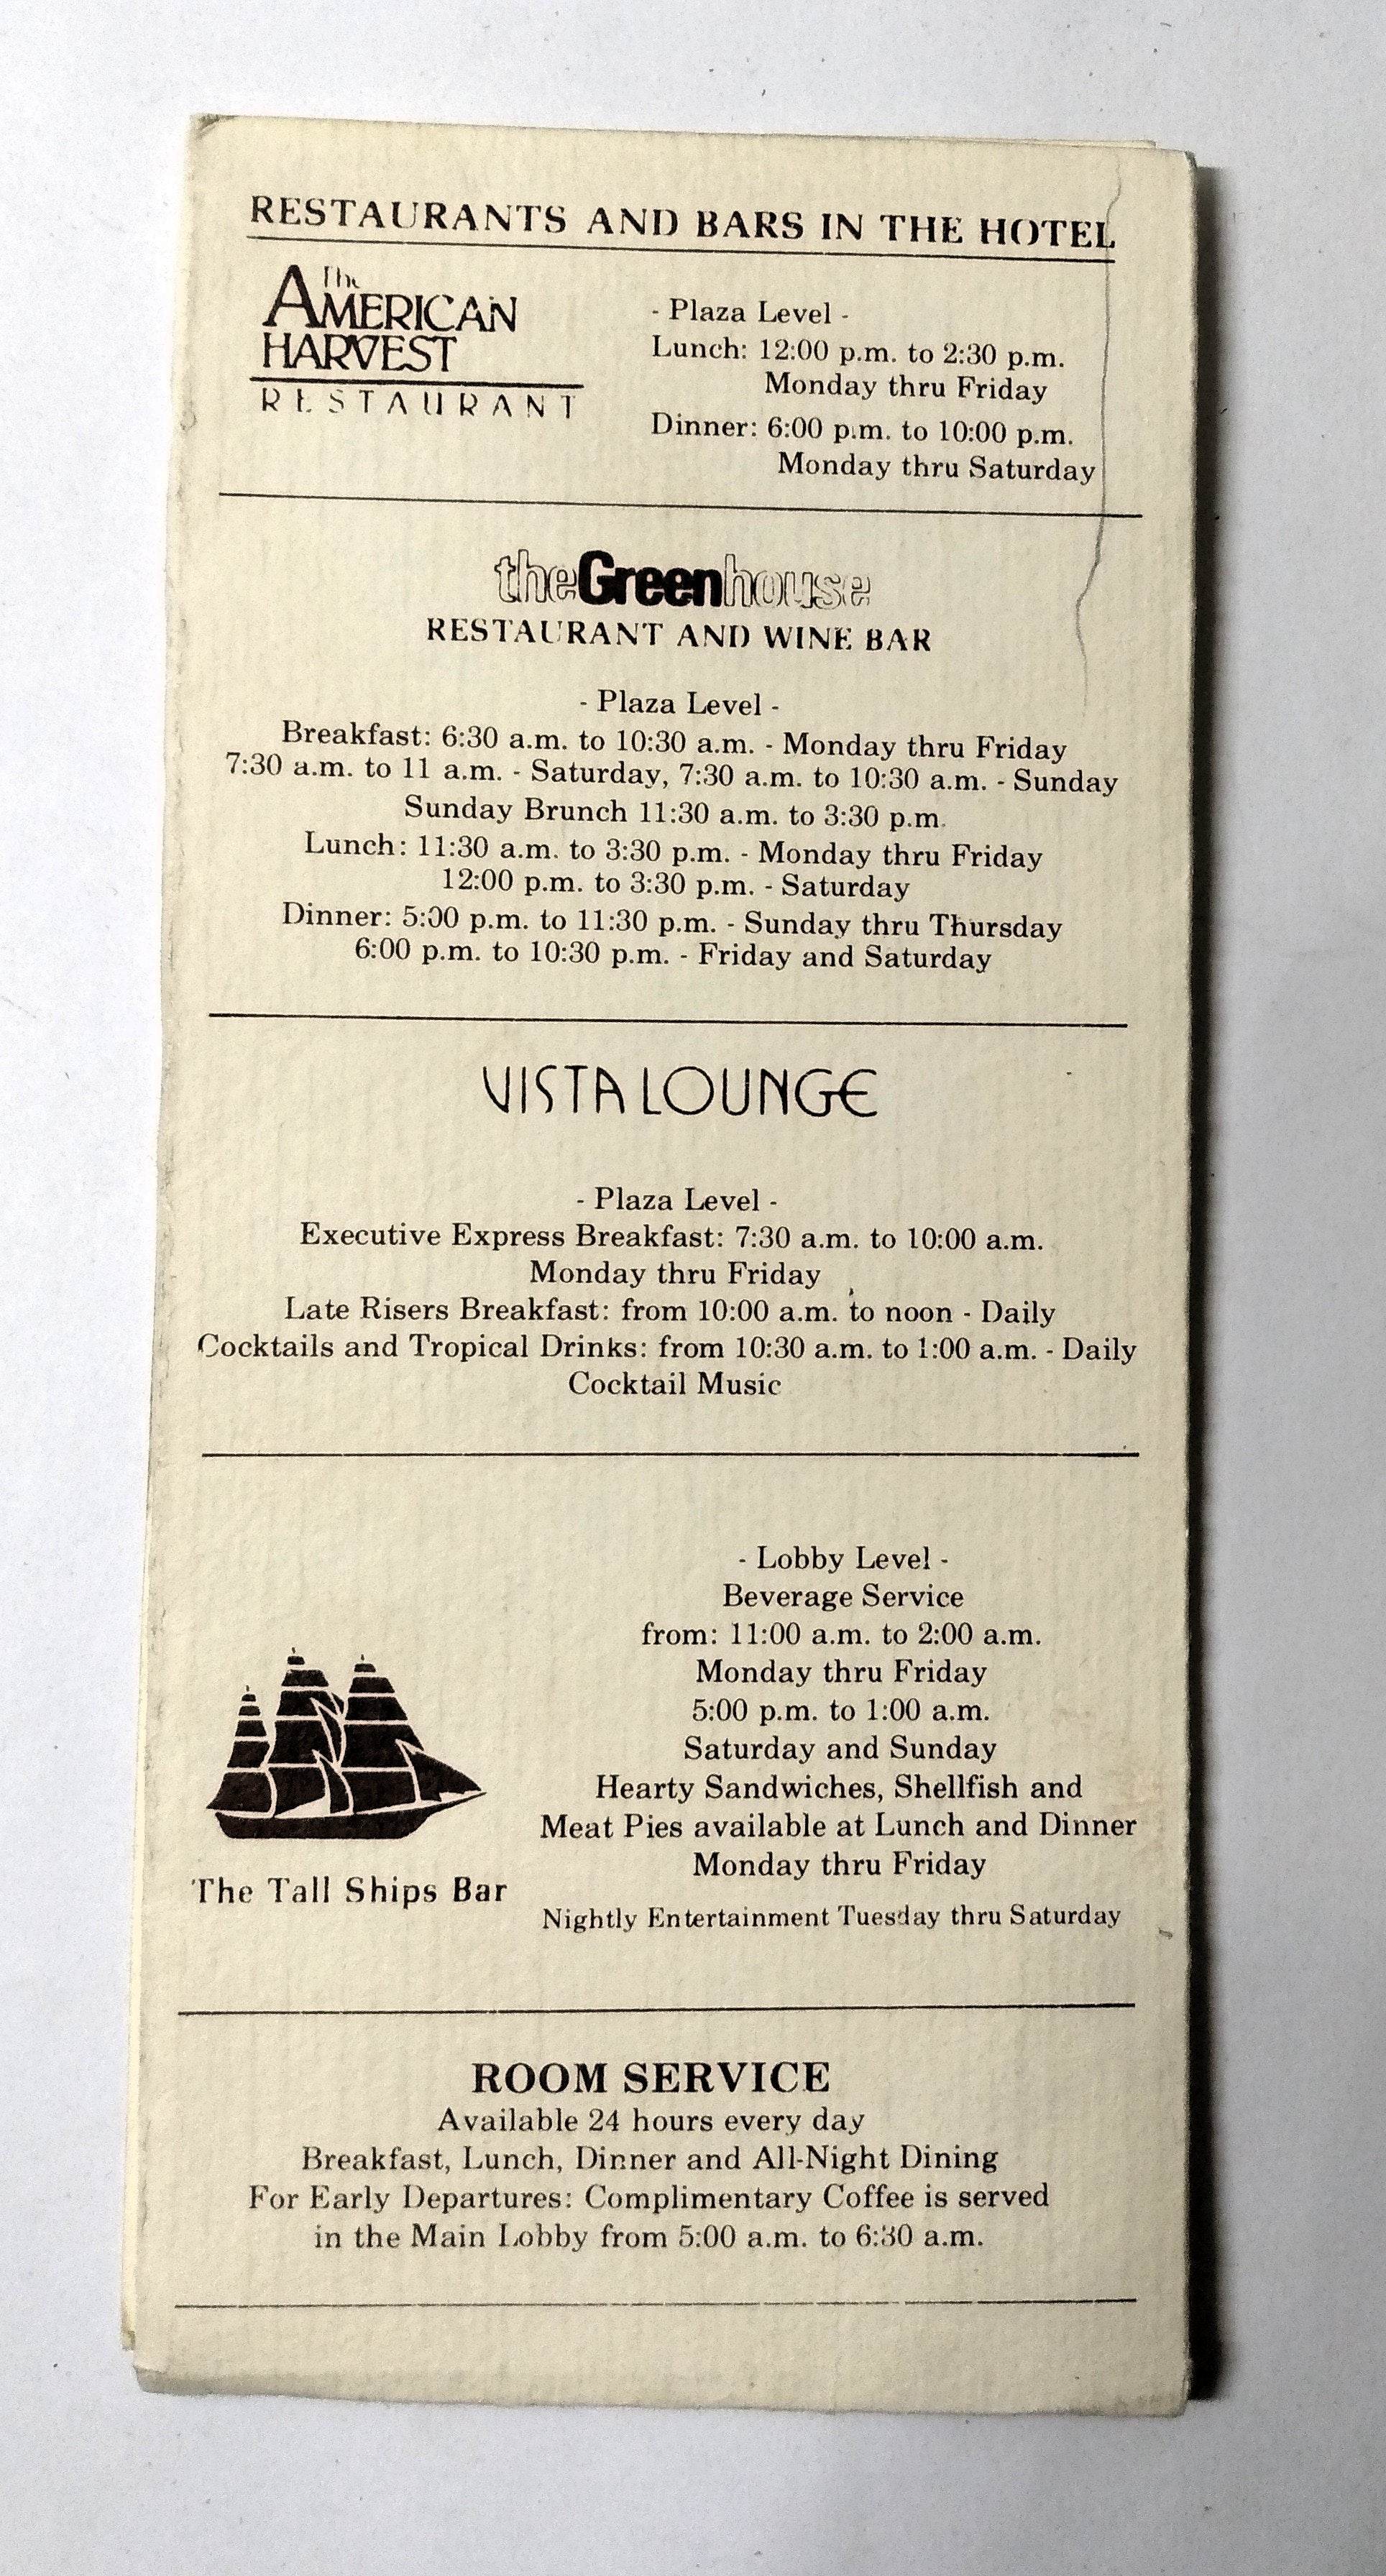 RESTAURANTS AND BARS IN THE HOTEL
The
AMERICAN
HARVEST
RESTAURANT
- Plaza Level -
Lunch: 12:00 p.m. to 2:30 p.m.
Monday thru Friday
Dinner: 6:00 p.m. to 10:00 p.m.
Monday thru Saturday
theGreenhouse
RESTAURANT AND WINE BAR
- Plaza Level -
Breakfast: 6:30 a.m. to 10:30 a.m. - Monday thru Friday
7:30 a.m. to 11 a.m. - Saturday, 7:30 a.m. to 10:30 a.m. - Sunday
Sunday Brunch 11:30 a.m. to 3:30 p.m.
Lunch: 11:30 a.m. to 3:30 p.m. - Monday thru Friday
12:00 p.m. to 3:30 p.m. - Saturday
Dinner: 5:00 p.m. to 11:30 p.m. - Sunday thru Thursday
6:00 p.m. to 10:30 p.m. - Friday and Saturday
VISTA LOUNGE
- Plaza Level -
Executive Express Breakfast: 7:30 a.m. to 10:00 a.m.
Monday thru Friday
Late Risers Breakfast: from 10:00 a.m. to noon - Daily
Cocktails and Tropical Drinks: from 10:30 a.m. to 1:00 a.m. - Daily
Cocktail Music
- Lobby Level -
Beverage Service
from: 11:00 a.m. to 2:00 a.m.
Monday thru Friday
5:00 p.m. to 1:00 a.m.
Saturday and Sunday
Hearty Sandwiches, Shellfish and
Meat Pies available at Lunch and Dinner
Monday thru Friday
Nightly Entertainment Tuesday thru Saturday
The Tall Ships Bar
ROOM SERVICE
Available 24 hours every day
Breakfast, Lunch, Dinner and All-Night Dining
For Early Departures: Complimentary Coffee is served
in the Main Lobby from 5:00 a.m. to 6:30 a.m.